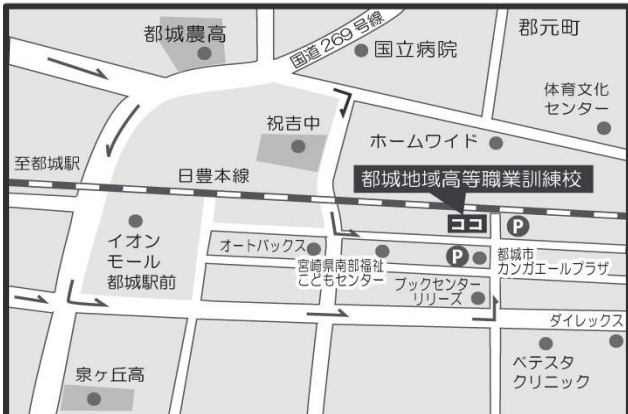 都城農高
国道269号線
国立病院
郡元町
体育文化
センター
祝吉中
ホームワイド
至都城駅
日豊本線
都城地域高等職業訓練校
ココ
P
イオン
モール
都城駅前
オートバックス
宮崎県南部福祉
こどもセンター
P
都城市
カンガエールプラザ
ブックセンター
リリーズ
ダイレックス
ベテスタ
クリニック
泉ヶ丘高